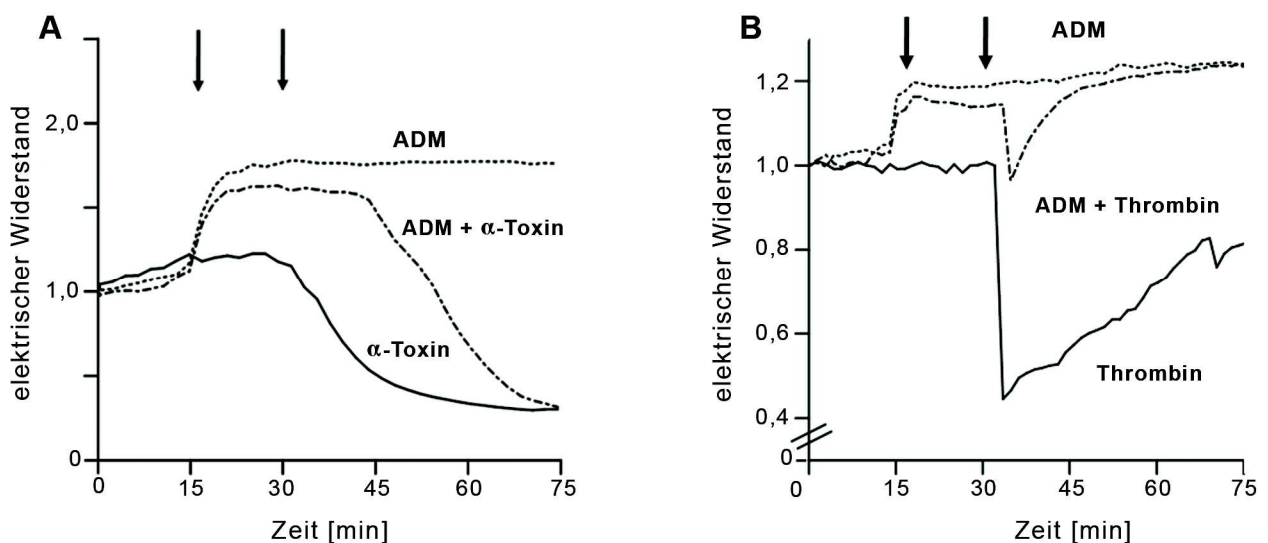 A
elektrischer Widerstand
2,0
1,0
0
ADM
ADM + α-Toxin
α-Toxin
0 15 30 45 60 75
Zeit [min]
B
elektrischer Widerstand
1,2
1,0
0,8
0,6
0,4
0
ADM
ADM + Thrombin
Thrombin
0 15 30 45 60 75
Zeit [min]